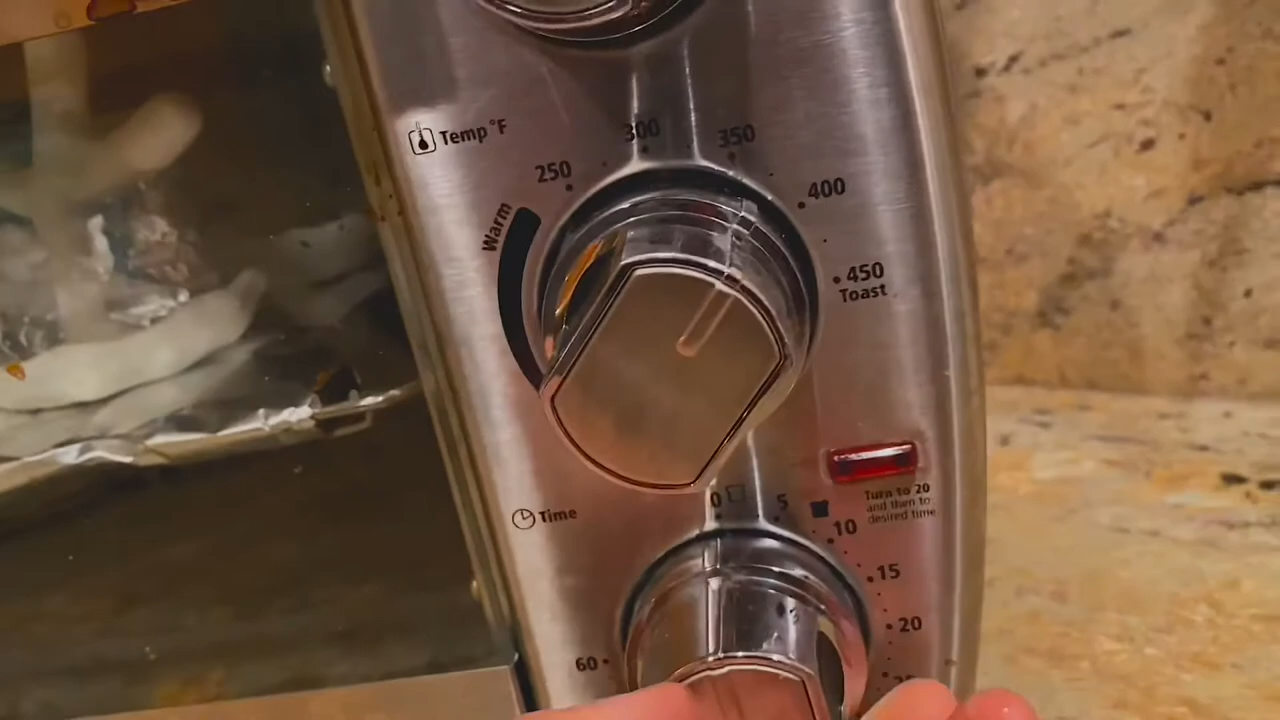 Temp °F
300
350
250
400
Warm
450
Toast
0
5
Turn to 20
and then to
desired time
Time
10
15
20
60